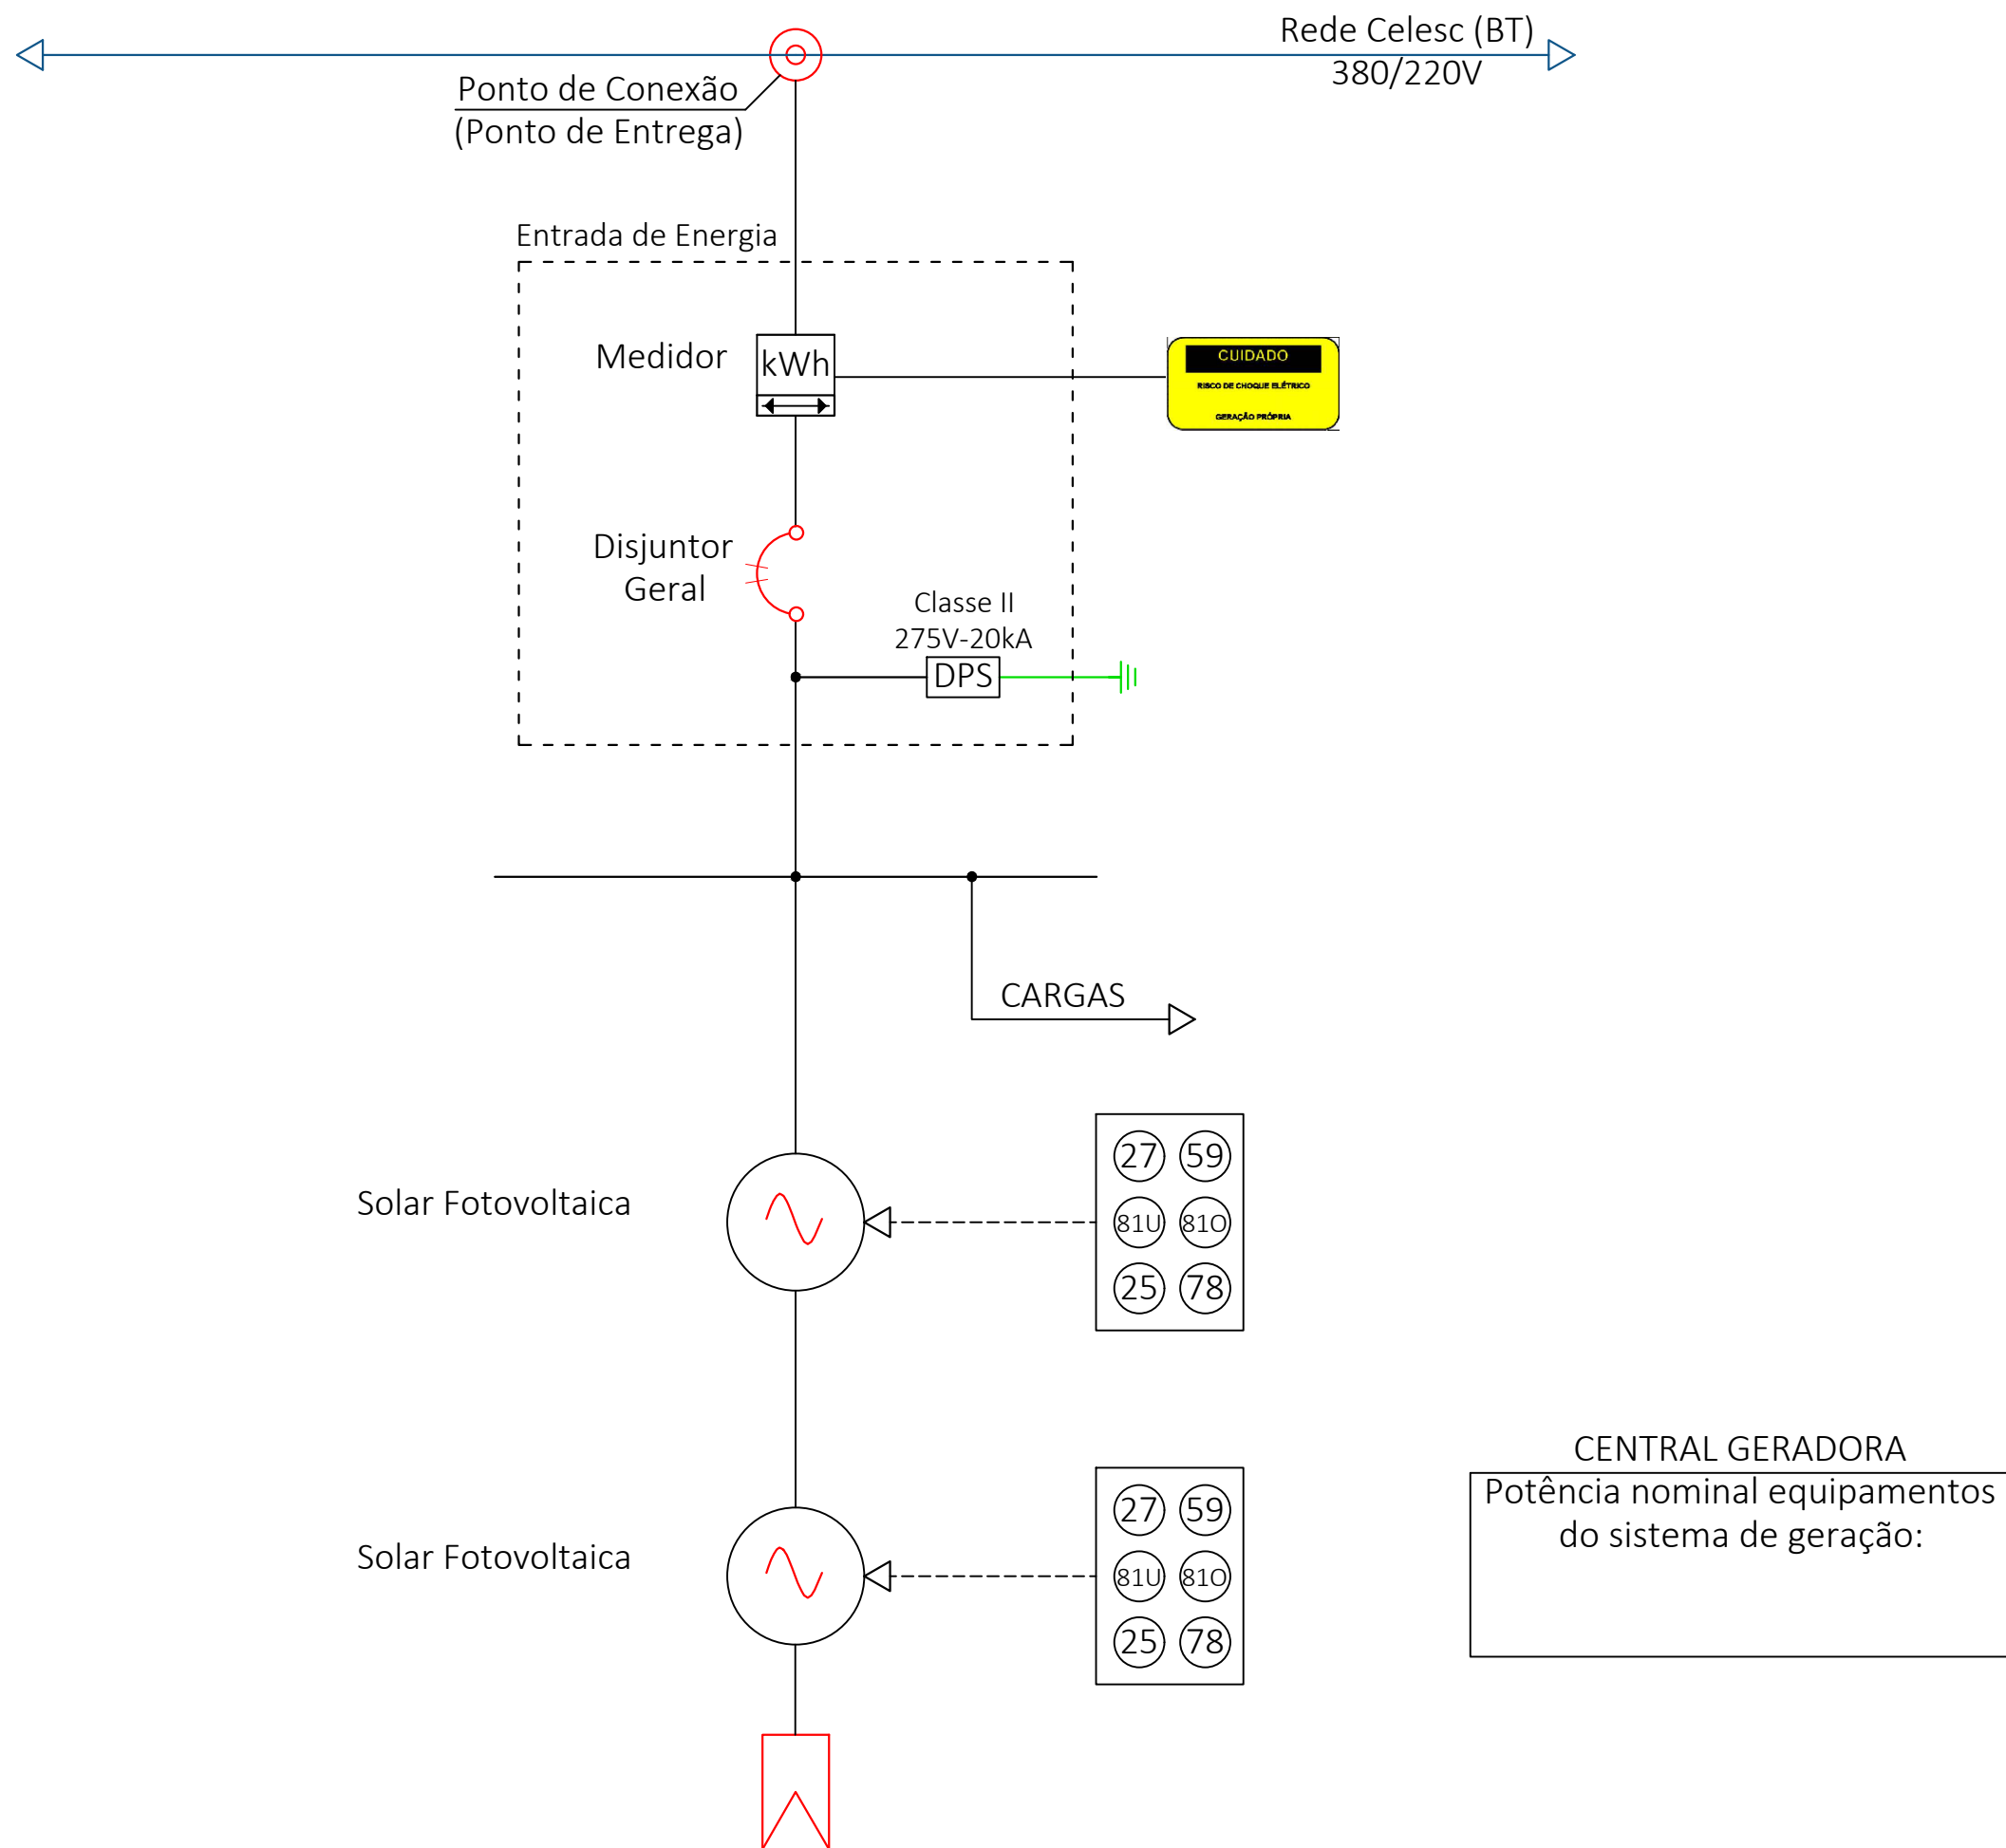 Rede Celesc (BT)
380/220V
Ponto de Conexão
(Ponto de Entrega)
Entrada de Energia
Medidor
kWh
CUIDADO
RISCO DE CHOQUE ELÉTRICO
GERAÇÃO PRÓPRIA
Disjuntor
Geral
Classe II
275V-20kA
DPS
CARGAS
Solar Fotovoltaica
27 59
81U 81O
25 78
Solar Fotovoltaica
27 59
81U 81O
25 78
CENTRAL GERADORA
Potência nominal equipamentos
do sistema de geração: